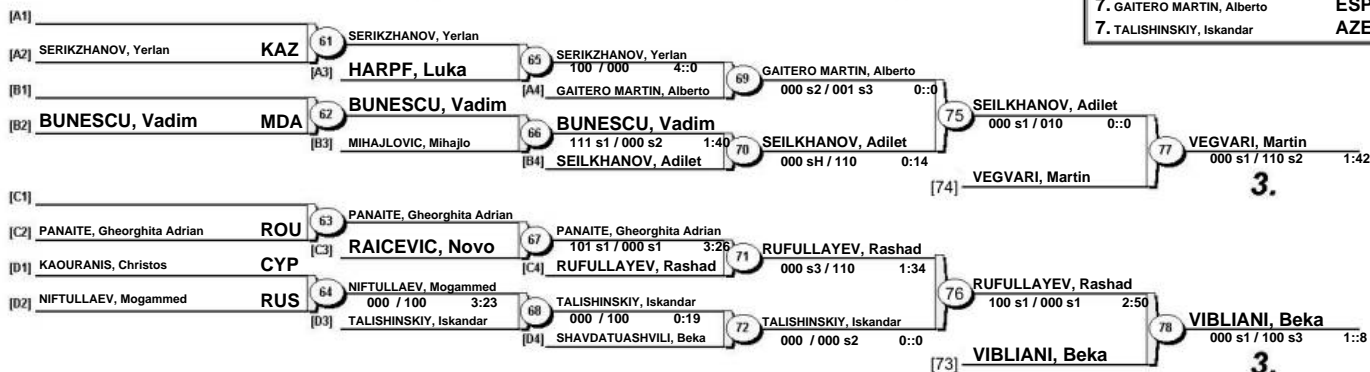 7. GAITERO MARTIN, Alberto ESP
7. TALISHINSKIY, Iskandar AZE
[A1]
[A2] SERIKZHANOV, Yerlan KAZ
61
SERIKZHANOV, Yerlan
[A3] HARPF, Luka
65
SERIKZHANOV, Yerlan
100 / 000 4::0
[A4] GAITERO MARTIN, Alberto
69
GAITERO MARTIN, Alberto
000 s2 / 001 s3 0::0
[B1]
[B2] BUNESCU, Vadim MDA
62
BUNESCU, Vadim
[B3] MIHAJLOVIC, Mihajlo
66
BUNESCU, Vadim
111 s1 / 000 s2 1:40
[B4] SEILKHANOV, Adilet
70
SEILKHANOV, Adilet
000 sH / 110 0:14
75
SEILKHANOV, Adilet
000 s1 / 010 0::0
[74] VEGVARI, Martin
77
VEGVARI, Martin
000 s1 / 110 s2 1:42
3.
[C1]
[C2] PANAITE, Gheorghita Adrian ROU
63
PANAITE, Gheorghita Adrian
[C3] RAICEVIC, Novo
67
PANAITE, Gheorghita Adrian
101 s1 / 000 s1 3:26
[C4] RUFULLAYEV, Rashad
71
RUFULLAYEV, Rashad
000 s3 / 110 1:34
[D1] KAOURANIS, Christos CYP
[D2] NIFTULLAEV, Mogammed RUS
64
NIFTULLAEV, Mogammed
000 / 100 3:23
[D3] TALISHINSKIY, Iskandar
68
TALISHINSKIY, Iskandar
000 / 100 0:19
[D4] SHAVDATUASHVILI, Beka
72
TALISHINSKIY, Iskandar
000 / 000 s2 0::0
76
RUFULLAYEV, Rashad
100 s1 / 000 s1 2:50
[73] VIBLIANI, Beka
78
VIBLIANI, Beka
000 s1 / 100 s3 1::8
3.